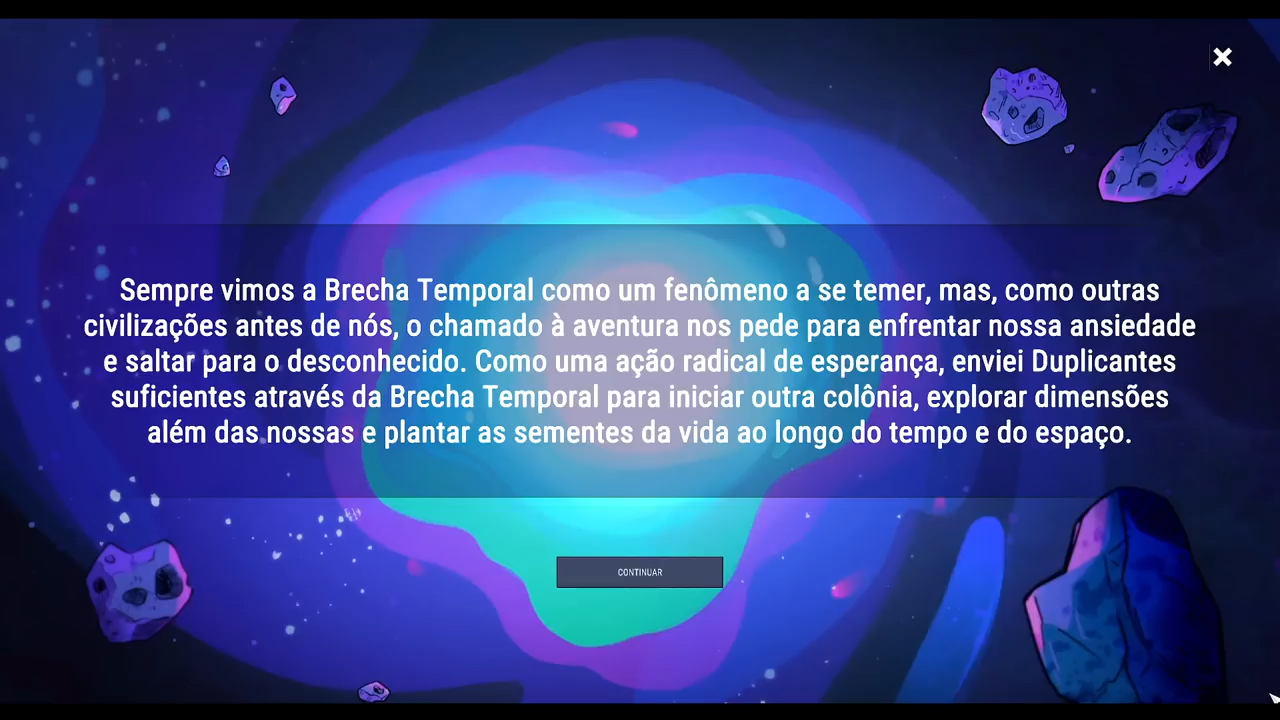 Sempre vimos a Brecha Temporal como um fenômeno a se temer, mas, como outras
civilizações antes de nós, o chamado à aventura nos pede para enfrentar nossa ansiedade
e saltar para o desconhecido. Como uma ação radical de esperança, enviei Duplicantes
suficientes através da Brecha Temporal para iniciar outra colônia, explorar dimensões
além das nossas e plantar as sementes da vida ao longo do tempo e do espaço.
CONTINUAR